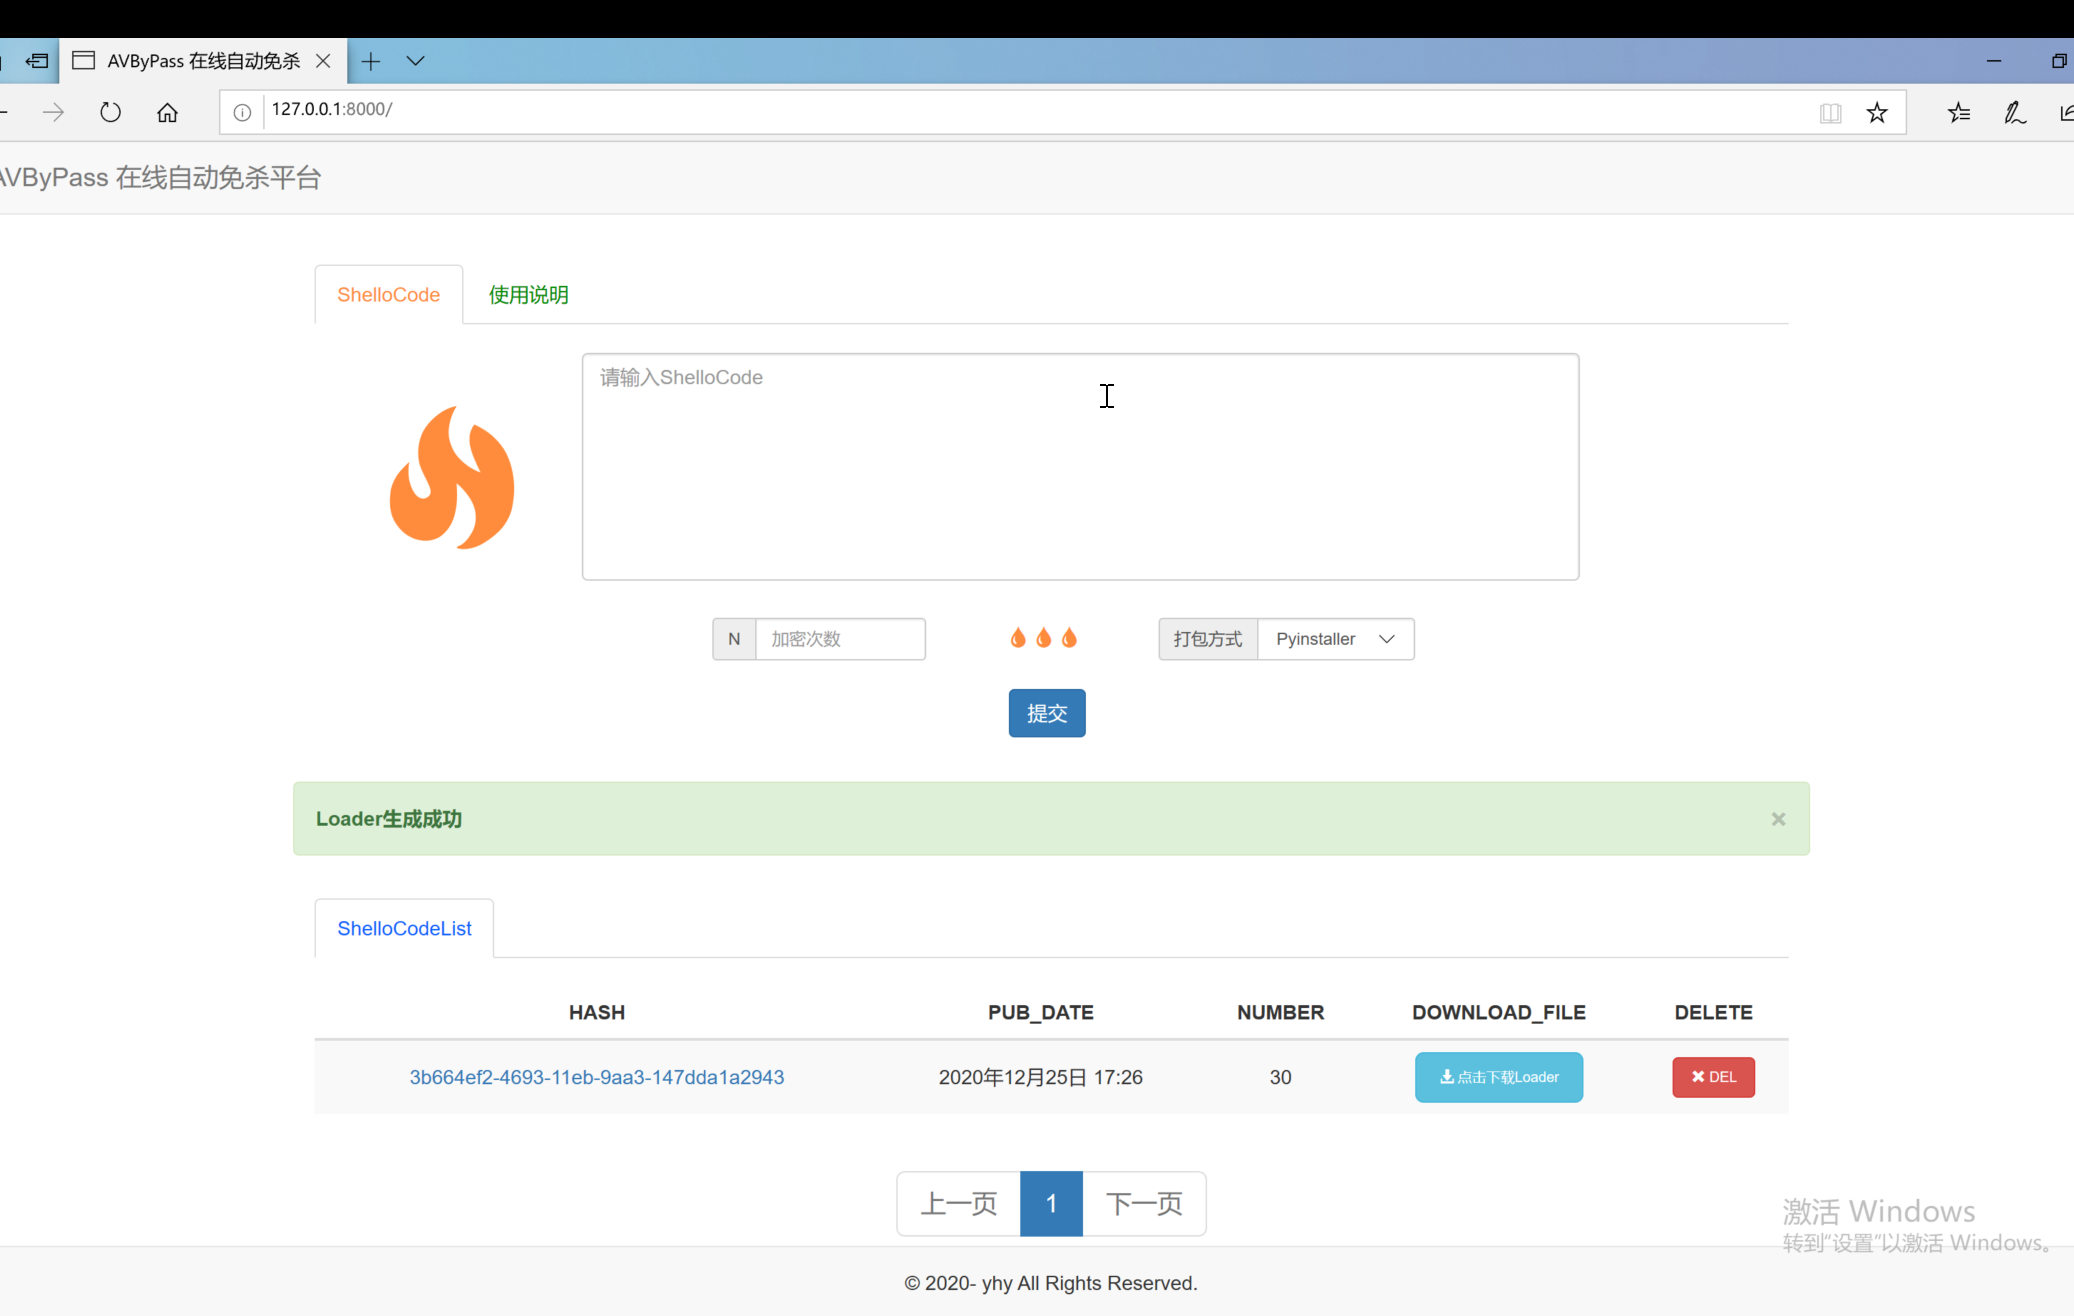 AVByPass 在线自动免杀
127.0.0.1:8000/
AVByPass 在线自动免杀平台
ShelloCode
使用说明
请输入ShelloCode
N
加密次数
打包方式
Pyinstaller
提交
Loader生成成功
×
ShelloCodeList
HASH PUB_DATE NUMBER DOWNLOAD_FILE DELETE
3b664ef2-4693-11eb-9aa3-147dda1a2943 2020年12月25日 17:26 30 点击下载Loader DEL
上一页 1 下一页
激活 Windows
转到“设置”以激活 Windows。
© 2020- yhy All Rights Reserved.